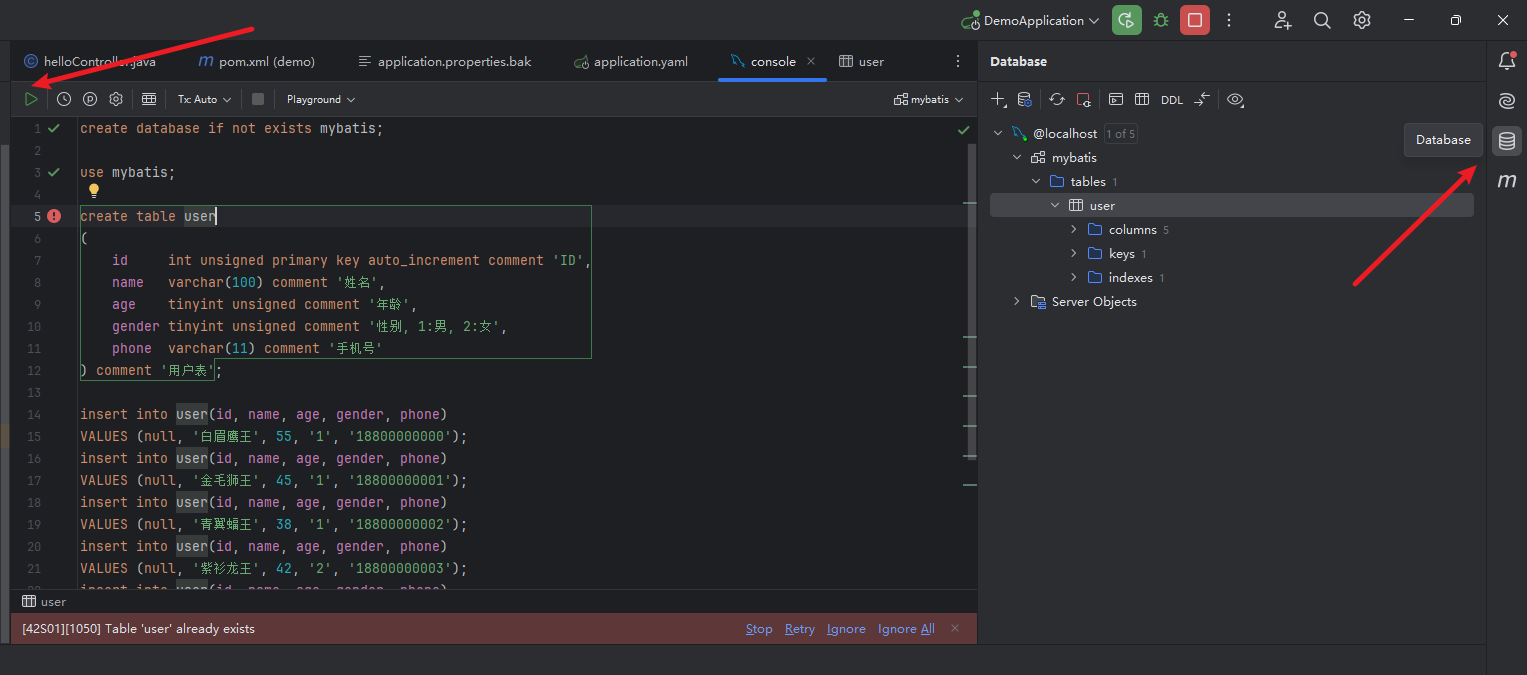 DemoApplication
helloController.java
pom.xml (demo)
application.properties.bak
application.yaml
console
user
Database
Tx: Auto
Playground
mybatis
DDL
1 create database if not exists mybatis;
2
3 use mybatis;
4
5 create table user
6 (
7 id int unsigned primary key auto_increment comment 'ID',
8 name varchar(100) comment '姓名',
9 age tinyint unsigned comment '年龄',
10 gender tinyint unsigned comment '性别, 1:男, 2:女',
11 phone varchar(11) comment '手机号'
12 ) comment '用户表';
13
14 insert into user(id, name, age, gender, phone)
15 VALUES (null, '白眉鹰王', 55, '1', '18800000000');
16 insert into user(id, name, age, gender, phone)
17 VALUES (null, '金毛狮王', 45, '1', '18800000001');
18 insert into user(id, name, age, gender, phone)
19 VALUES (null, '青翼蝠王', 38, '1', '18800000002');
20 insert into user(id, name, age, gender, phone)
21 VALUES (null, '紫衫龙王', 42, '2', '18800000003');
insert into user(id, name, age, gender, phone)
user
[42S01][1050] Table 'user' already exists
Stop Retry Ignore Ignore All
@localhost 1 of 5
mybatis
tables 1
user
columns 5
keys 1
indexes 1
Server Objects
Database
m